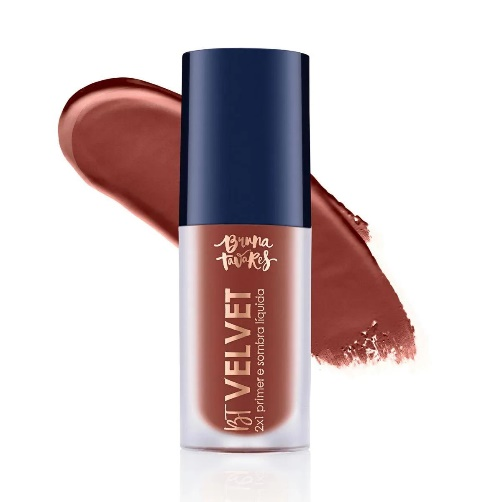 Bruna
tavares
BT VELVET
2x1 primer e sombra líquida